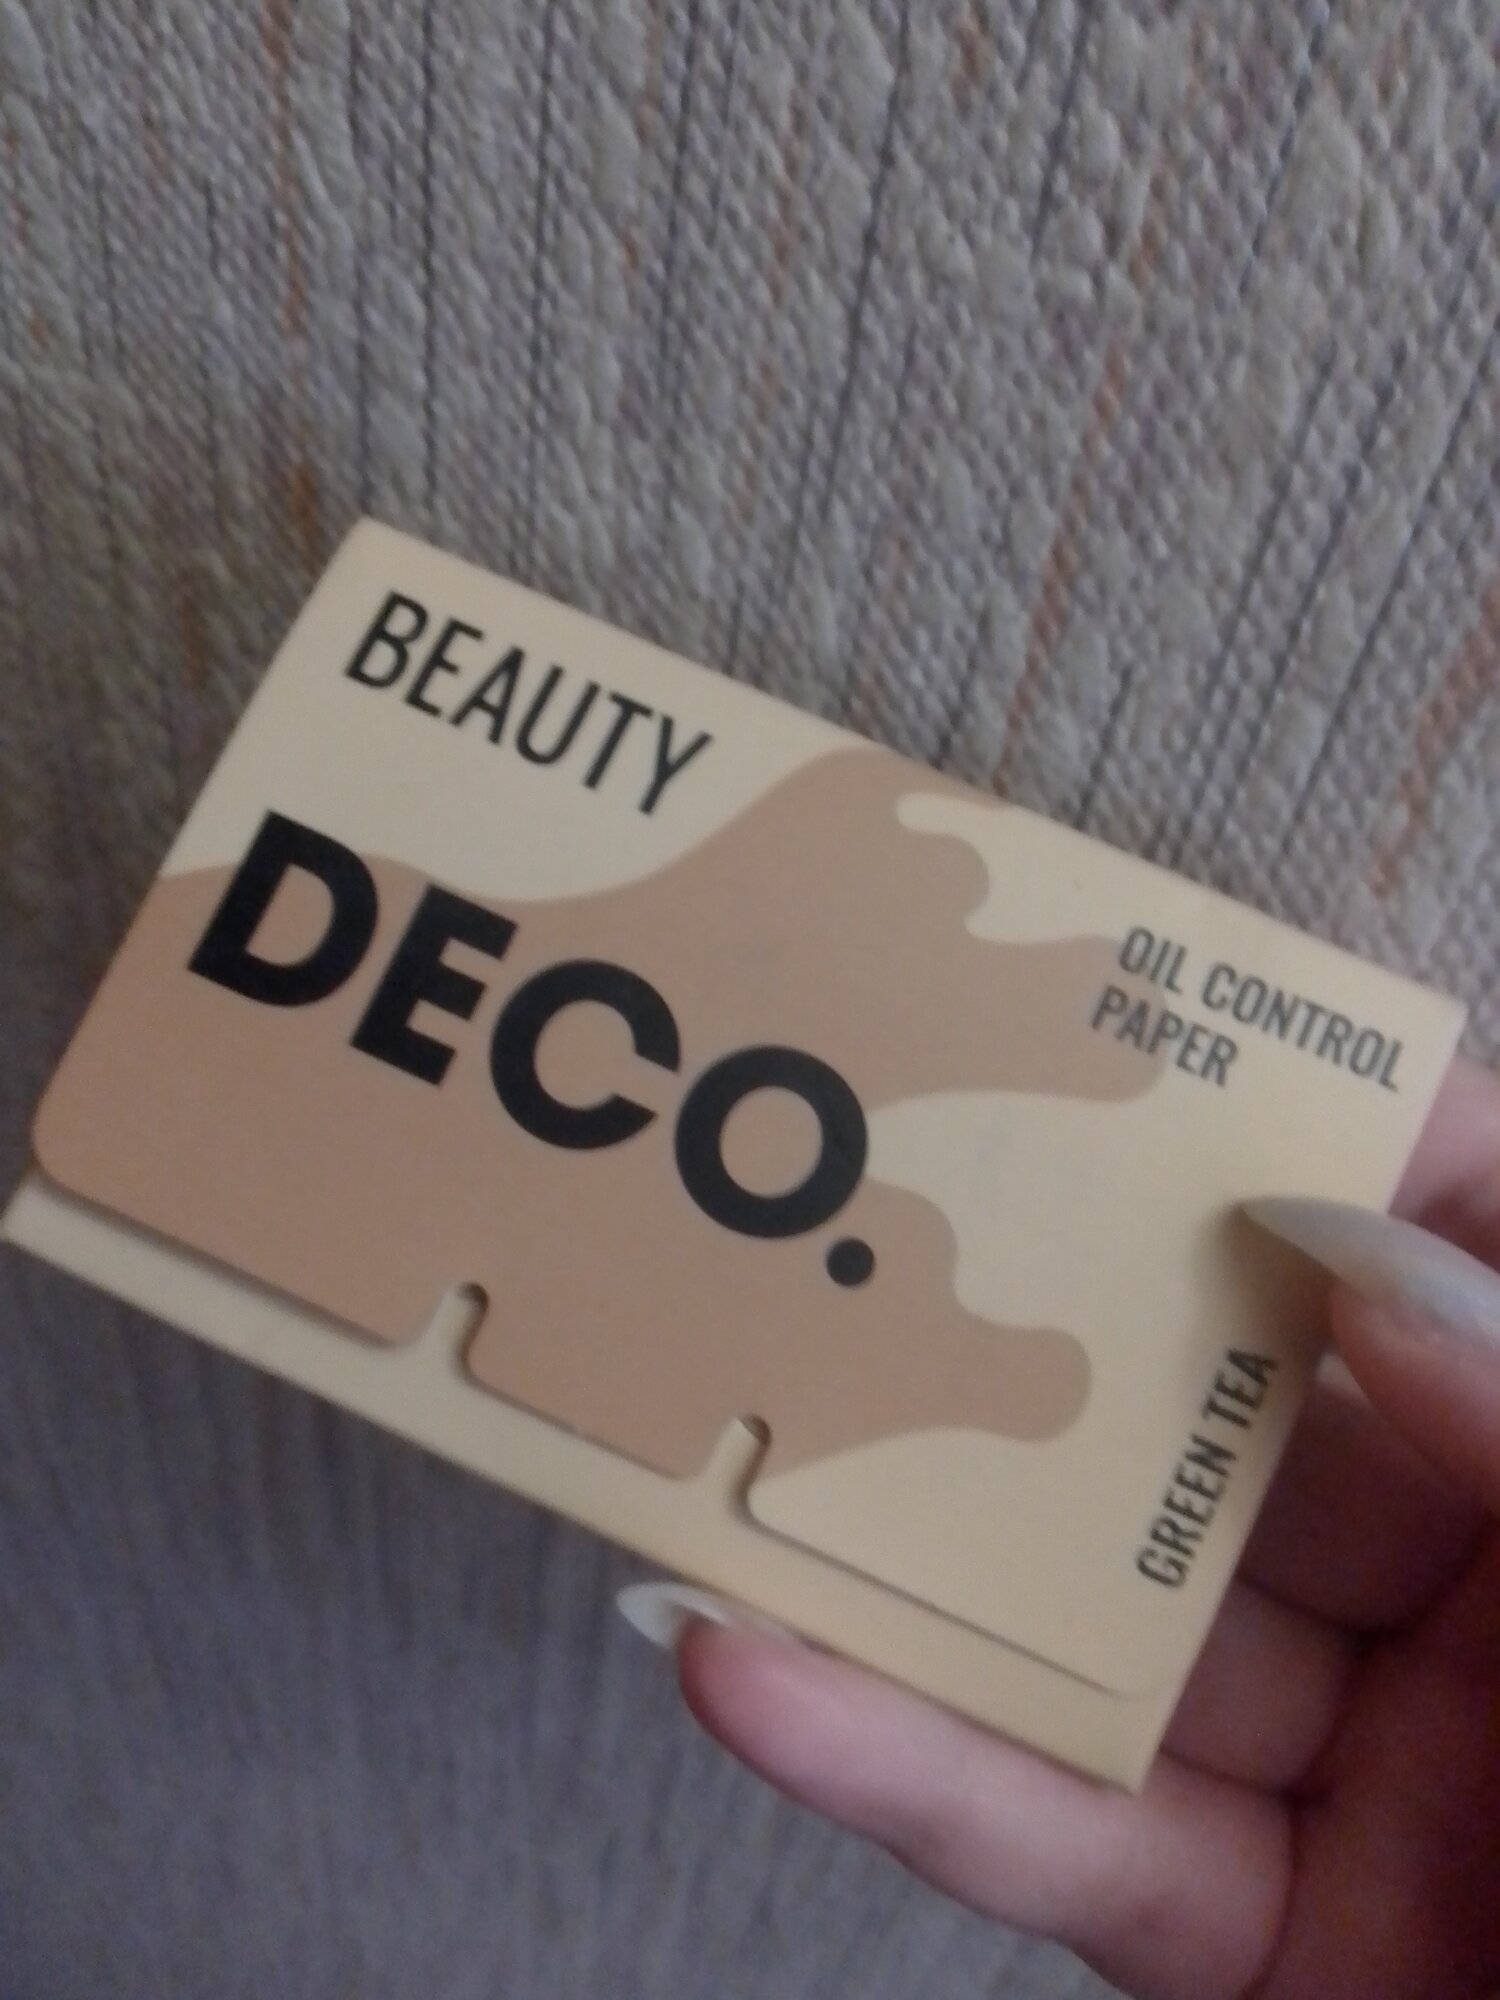 BEAUTY
DECO.
OIL CONTROL
PAPER
GREEN TEA